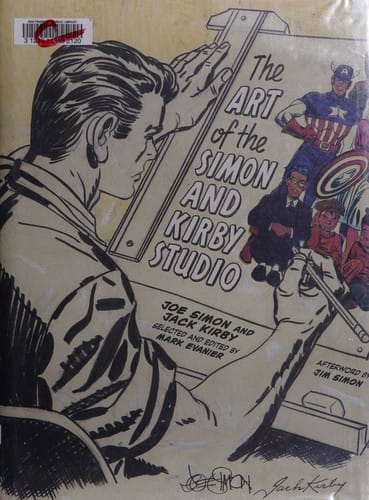 The
ART
of the
SIMON
AND
KIRBY
STUDIO
JOE SIMON AND
JACK KIRBY
SELECTED AND EDITED BY
MARK EVANIER
AFTERWORD BY
JIM SIMON
JOE SIMON
Jack Kirby